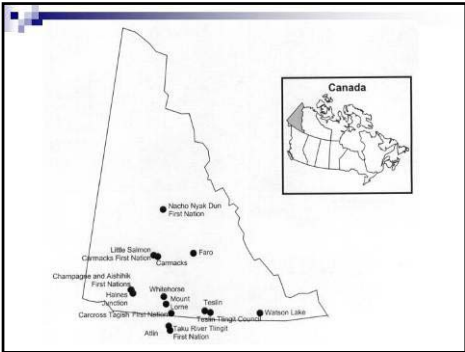 Canada
Nacho Nyak Dun
First Nation
Little Salmon
Carmacks First Nation
Carmacks
Faro
Champagne and Aishihik
First Nations
Haines
Junction
Whitehorse
Mount
Lorne
Carcross Tagish First Nation
Teslin
Teslin Tlingit Council
Watson Lake
Atlin
Taku River Tlingit
First Nation